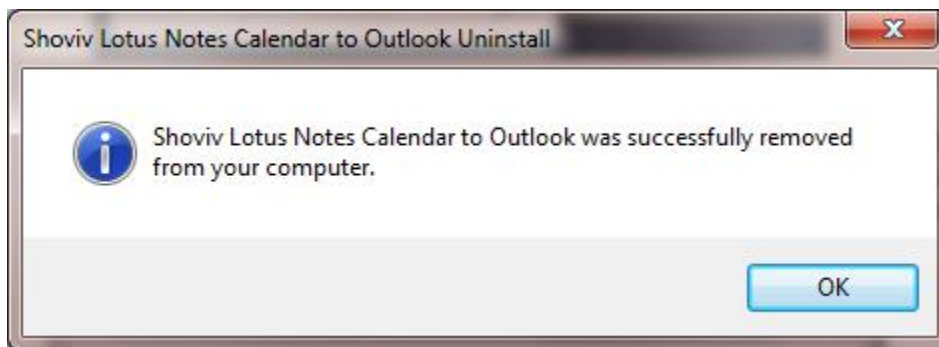 Shoviv Lotus Notes Calendar to Outlook Uninstall
Shoviv Lotus Notes Calendar to Outlook was successfully removed
from your computer.
OK